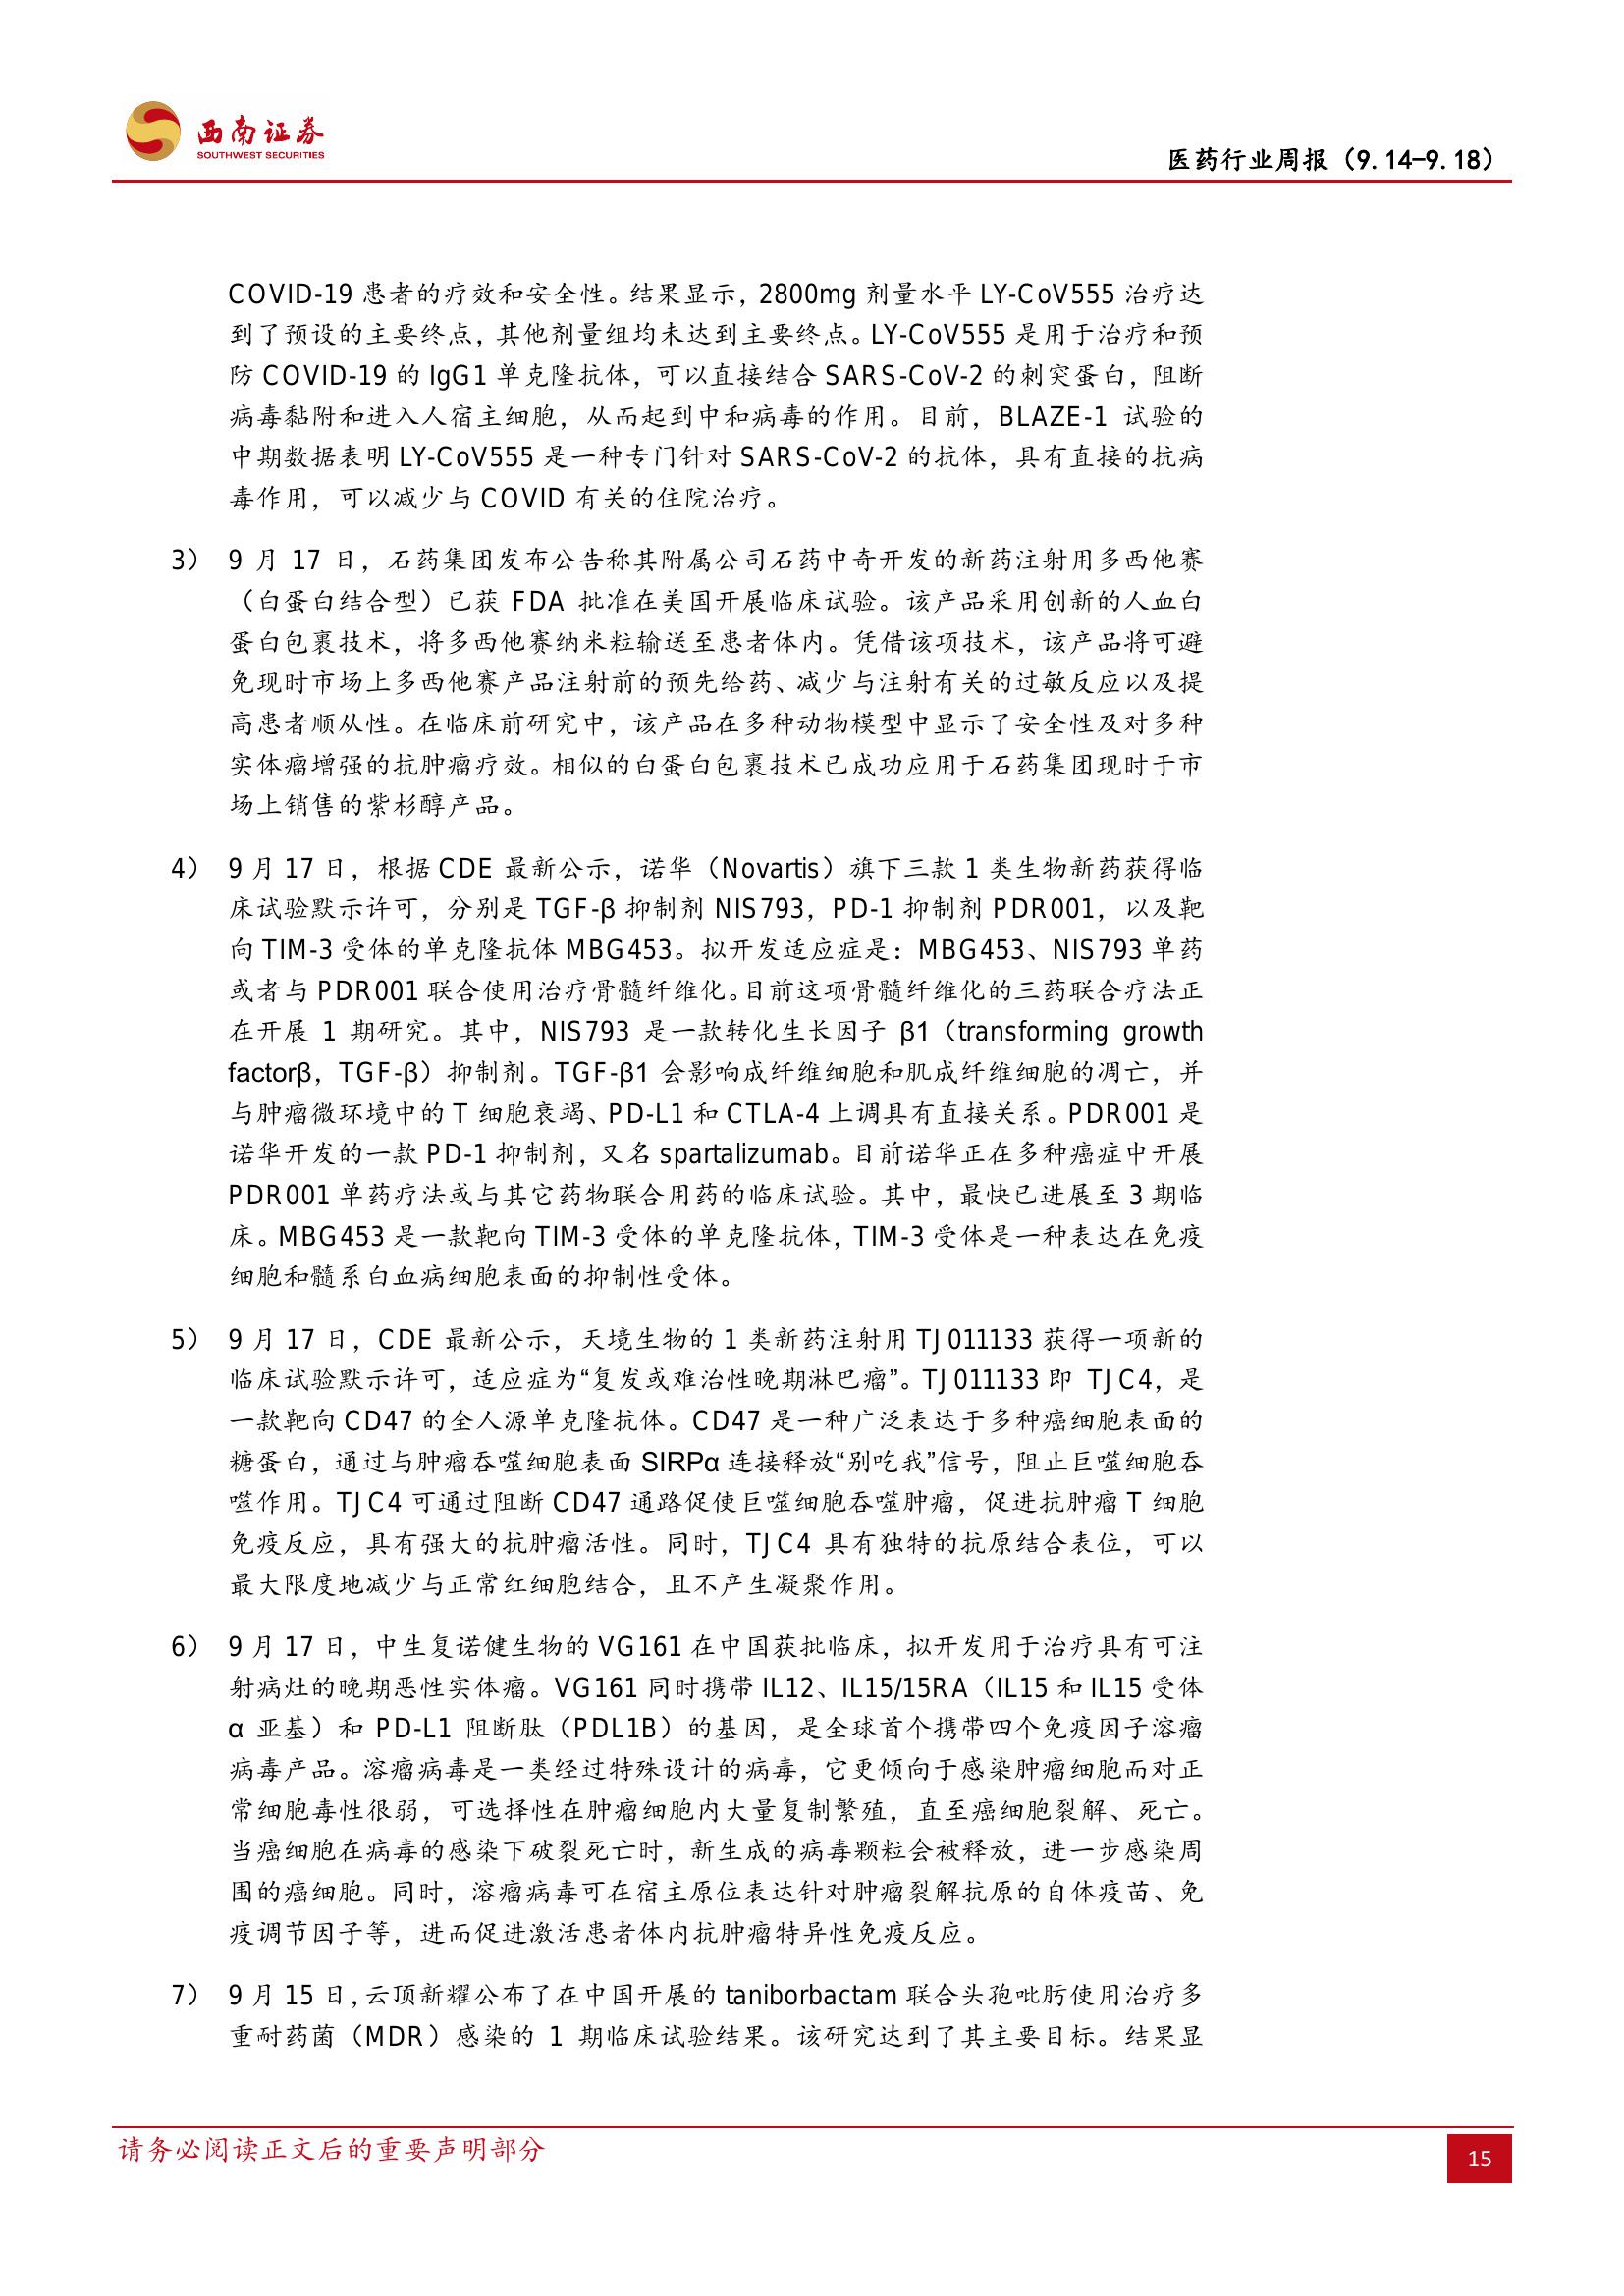 西南证券
SOUTHWEST SECURITIES
医药行业周报（9.14-9.18）
COVID-19 患者的疗效和安全性。结果显示，2800mg 剂量水平 LY-CoV555 治疗达
到了预设的主要终点，其他剂量组均未达到主要终点。LY-CoV555 是用于治疗和预
防 COVID-19 的 IgG1 单克隆抗体，可以直接结合 SARS-CoV-2 的刺突蛋白，阻断
病毒黏附和进入人宿主细胞，从而起到中和病毒的作用。目前，BLAZE-1 试验的
中期数据表明 LY-CoV555 是一种专门针对 SARS-CoV-2 的抗体，具有直接的抗病
毒作用，可以减少与 COVID 有关的住院治疗。
3） 9 月 17 日，石药集团发布公告称其附属公司石药中奇开发的新药注射用多西他赛
（白蛋白结合型）已获 FDA 批准在美国开展临床试验。该产品采用创新的人血白
蛋白包裹技术，将多西他赛纳米粒输送至患者体内。凭借该项技术，该产品将可避
免现时市场上多西他赛产品注射前的预先给药、减少与注射有关的过敏反应以及提
高患者顺从性。在临床前研究中，该产品在多种动物模型中显示了安全性及对多种
实体瘤增强的抗肿瘤疗效。相似的白蛋白包裹技术已成功应用于石药集团现时于市
场上销售的紫杉醇产品。
4） 9 月 17 日，根据 CDE 最新公示，诺华（Novartis）旗下三款 1 类生物新药获得临
床试验默示许可，分别是 TGF-β 抑制剂 NIS793，PD-1 抑制剂 PDR001，以及靶
向 TIM-3 受体的单克隆抗体 MBG453。拟开发适应症是：MBG453、NIS793 单药
或者与 PDR001 联合使用治疗骨髓纤维化。目前这项骨髓纤维化的三药联合疗法正
在开展 1 期研究。其中，NIS793 是一款转化生长因子 β1（transforming growth
factorβ，TGF-β）抑制剂。TGF-β1 会影响成纤维细胞和肌成纤维细胞的凋亡，并
与肿瘤微环境中的 T 细胞衰竭、PD-L1 和 CTLA-4 上调具有直接关系。PDR001 是
诺华开发的一款 PD-1 抑制剂，又名 spartalizumab。目前诺华正在多种癌症中开展
PDR001 单药疗法或与其它药物联合用药的临床试验。其中，最快已进展至 3 期临
床。MBG453 是一款靶向 TIM-3 受体的单克隆抗体，TIM-3 受体是一种表达在免疫
细胞和髓系白血病细胞表面的抑制性受体。
5） 9 月 17 日，CDE 最新公示，天境生物的 1 类新药注射用 TJ011133 获得一项新的
临床试验默示许可，适应症为“复发或难治性晚期淋巴瘤”。TJ011133 即 TJC4，是
一款靶向 CD47 的全人源单克隆抗体。CD47 是一种广泛表达于多种癌细胞表面的
糖蛋白，通过与肿瘤吞噬细胞表面 SIRPα 连接释放“别吃我”信号，阻止巨噬细胞吞
噬作用。TJC4 可通过阻断 CD47 通路促使巨噬细胞吞噬肿瘤，促进抗肿瘤 T 细胞
免疫反应，具有强大的抗肿瘤活性。同时，TJC4 具有独特的抗原结合表位，可以
最大限度地减少与正常红细胞结合，且不产生凝聚作用。
6） 9 月 17 日，中生复诺健生物的 VG161 在中国获批临床，拟开发用于治疗具有可注
射病灶的晚期恶性实体瘤。VG161 同时携带 IL12、IL15/15RA（IL15 和 IL15 受体
α 亚基）和 PD-L1 阻断肽（PDL1B）的基因，是全球首个携带四个免疫因子溶瘤
病毒产品。溶瘤病毒是一类经过特殊设计的病毒，它更倾向于感染肿瘤细胞而对正
常细胞毒性很弱，可选择性在肿瘤细胞内大量复制繁殖，直至癌细胞裂解、死亡。
当癌细胞在病毒的感染下破裂死亡时，新生成的病毒颗粒会被释放，进一步感染周
围的癌细胞。同时，溶瘤病毒可在宿主原位表达针对肿瘤裂解抗原的自体疫苗、免
疫调节因子等，进而促进激活患者体内抗肿瘤特异性免疫反应。
7） 9 月 15 日，云顶新耀公布了在中国开展的 taniborbactam 联合头孢吡肟使用治疗多
重耐药菌（MDR）感染的 1 期临床试验结果。该研究达到了其主要目标。结果显
请务必阅读正文后的重要声明部分
15